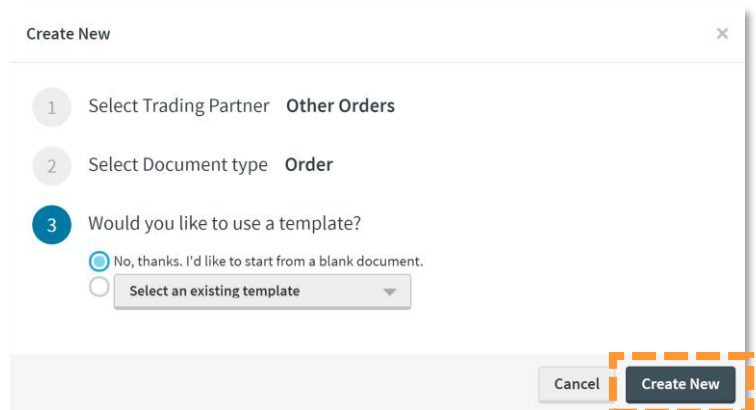 Create New
×
1 Select Trading Partner Other Orders
2 Select Document type Order
3 Would you like to use a template?
No, thanks. I'd like to start from a blank document.
Select an existing template
Cancel Create New